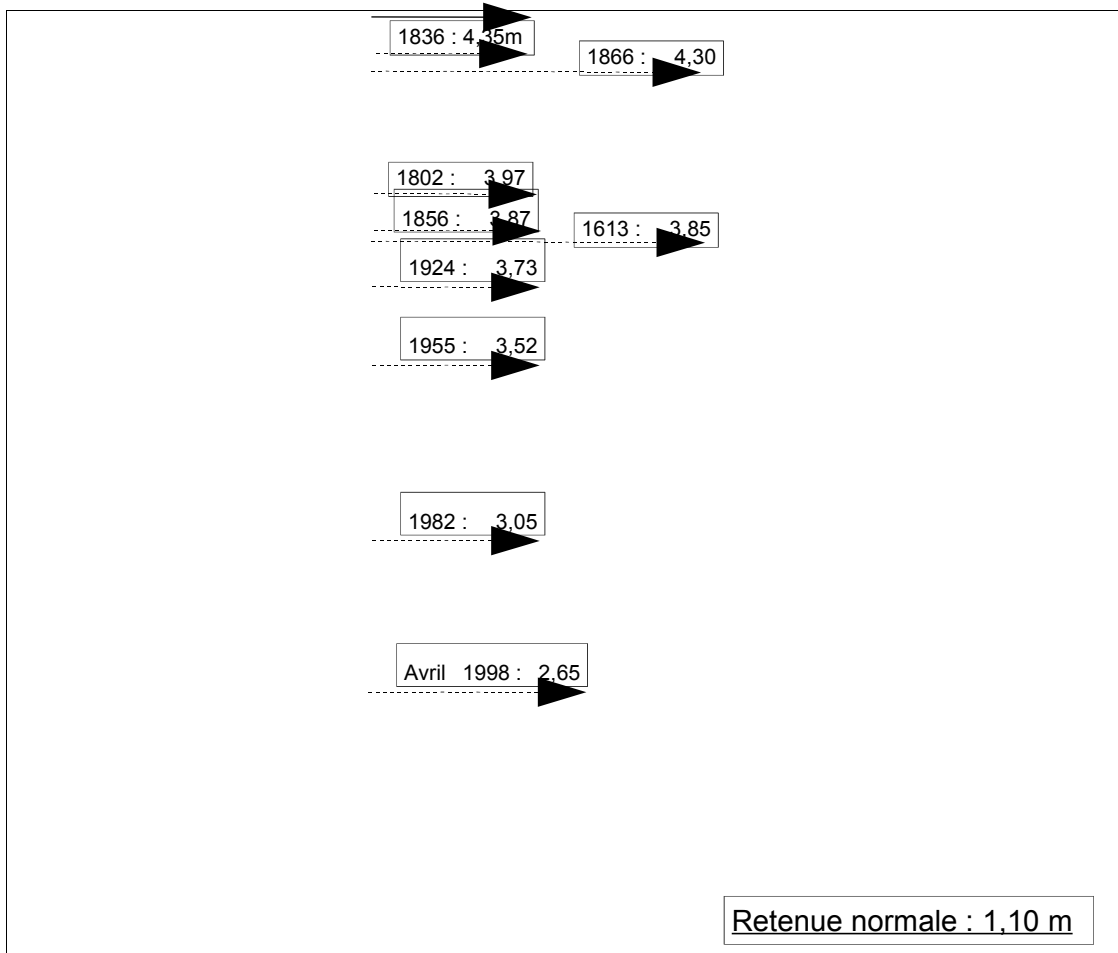 1836 : 4,35m
1866 : 4,30
1802 : 3,97
1856 : 3,87
1613 : 3,85
1924 : 3,73
1955 : 3,52
1982 : 3,05
Avril 1998 : 2,65
Retenue normale : 1,10 m